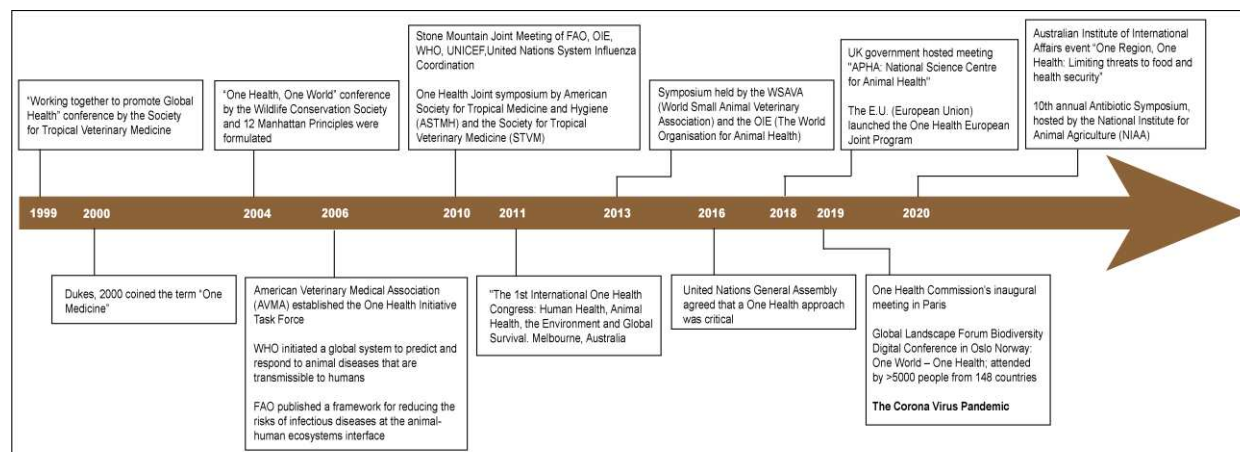 "Working together to promote Global
Health" conference by the Society
for Tropical Veterinary Medicine
"One Health, One World" conference
by the Wildlife Conservation Society
and 12 Manhattan Principles were
formulated
Stone Mountain Joint Meeting of FAO, OIE,
WHO, UNICEF,United Nations System Influenza
Coordination
One Health Joint symposium by American
Society for Tropical Medicine and Hygiene
(ASTMH) and the Society for Tropical
Veterinary Medicine (STVM)
Symposium held by the WSAVA
(World Small Animal Veterinary
Association) and the OIE (The World
Organisation for Animal Health)
UK government hosted meeting
"APHA: National Science Centre
for Animal Health"
The E.U. (European Union)
launched the One Health European
Joint Program
Australian Institute of International
Affairs event "One Region, One
Health: Limiting threats to food and
health security"
10th annual Antibiotic Symposium,
hosted by the National Institute for
Animal Agriculture (NIAA)
1999 2000 2004 2006 2010 2011 2013 2016 2018 2019 2020
Dukes, 2000 coined the term "One
Medicine"
American Veterinary Medical Association
(AVMA) established the One Health Initiative
Task Force
WHO initiated a global system to predict and
respond to animal diseases that are
transmissible to humans
FAO published a framework for reducing the
risks of infectious diseases at the animal-
human ecosystems interface
"The 1st International One Health
Congress: Human Health, Animal
Health, the Environment and Global
Survival. Melbourne, Australia
United Nations General Assembly
agreed that a One Health approach
was critical
One Health Commission's inaugural
meeting in Paris
Global Landscape Forum Biodiversity
Digital Conference in Oslo Norway:
One World – One Health; attended
by >5000 people from 148 countries
The Corona Virus Pandemic